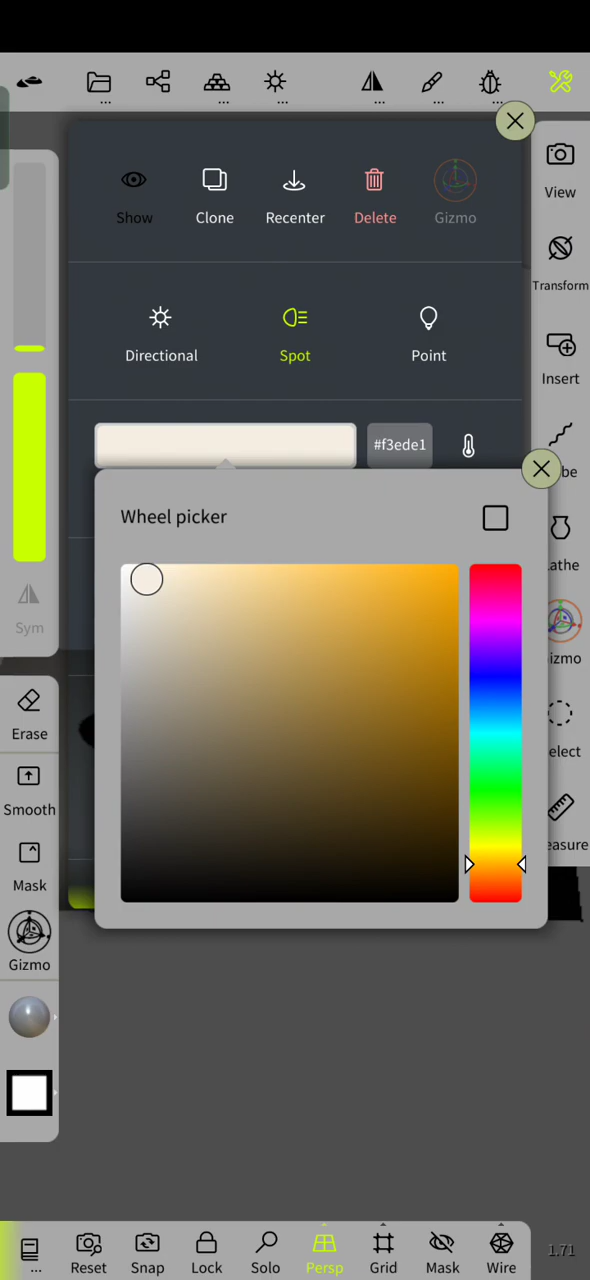 ...
...
...
...
...
...
Show
Clone
Recenter
Delete
Gizmo
View
Transform
Directional
Spot
Point
Insert
#f3ede1
be
Wheel picker
athe
Sym
izmo
Erase
elect
Smooth
easure
Mask
Gizmo
...
Reset
Snap
Lock
Solo
Persp
Grid
Mask
Wire
1.71